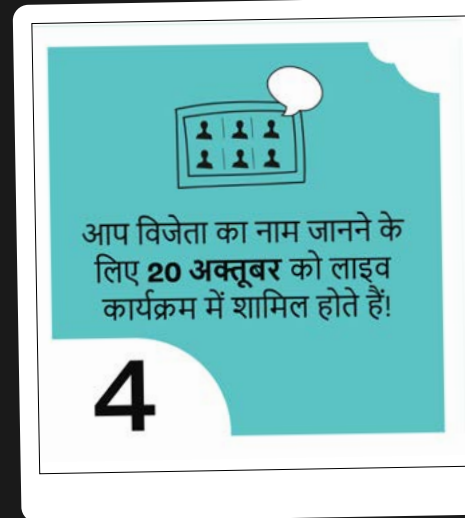 आप विजेता का नाम जानने के
लिए 20 अक्तूबर को लाइव
कार्यक्रम में शामिल होते हैं!
4